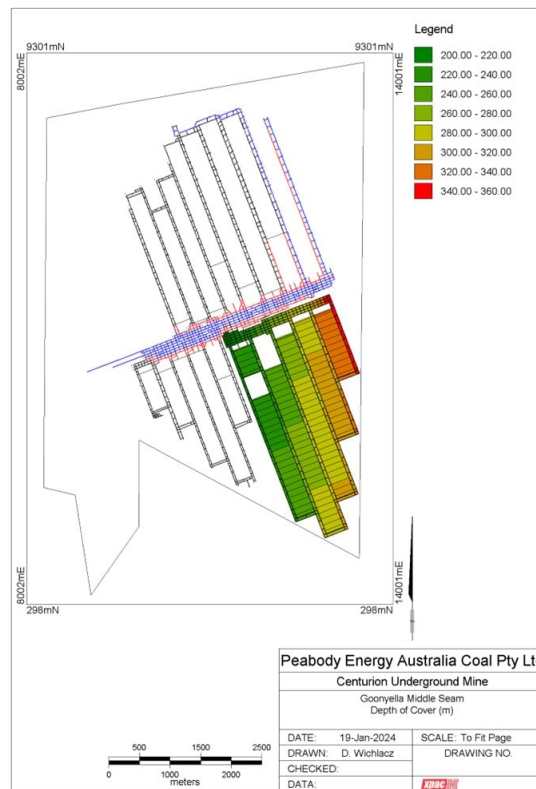 9301mN
9301mN
8002mE
14001mE
Legend
200.00 - 220.00
220.00 - 240.00
240.00 - 260.00
260.00 - 280.00
280.00 - 300.00
300.00 - 320.00
320.00 - 340.00
340.00 - 360.00
8002mE
14001mE
298mN
298mN
Peabody Energy Australia Coal Pty Lt
Centurion Underground Mine
Goonyella Middle Seam
Depth of Cover (m)
DATE: 19-Jan-2024
SCALE: To Fit Page
DRAWN: D. Wichlacz
DRAWING NO.
CHECKED:
DATA:
xpac
500 1500 2500
0 1000 2000
meters